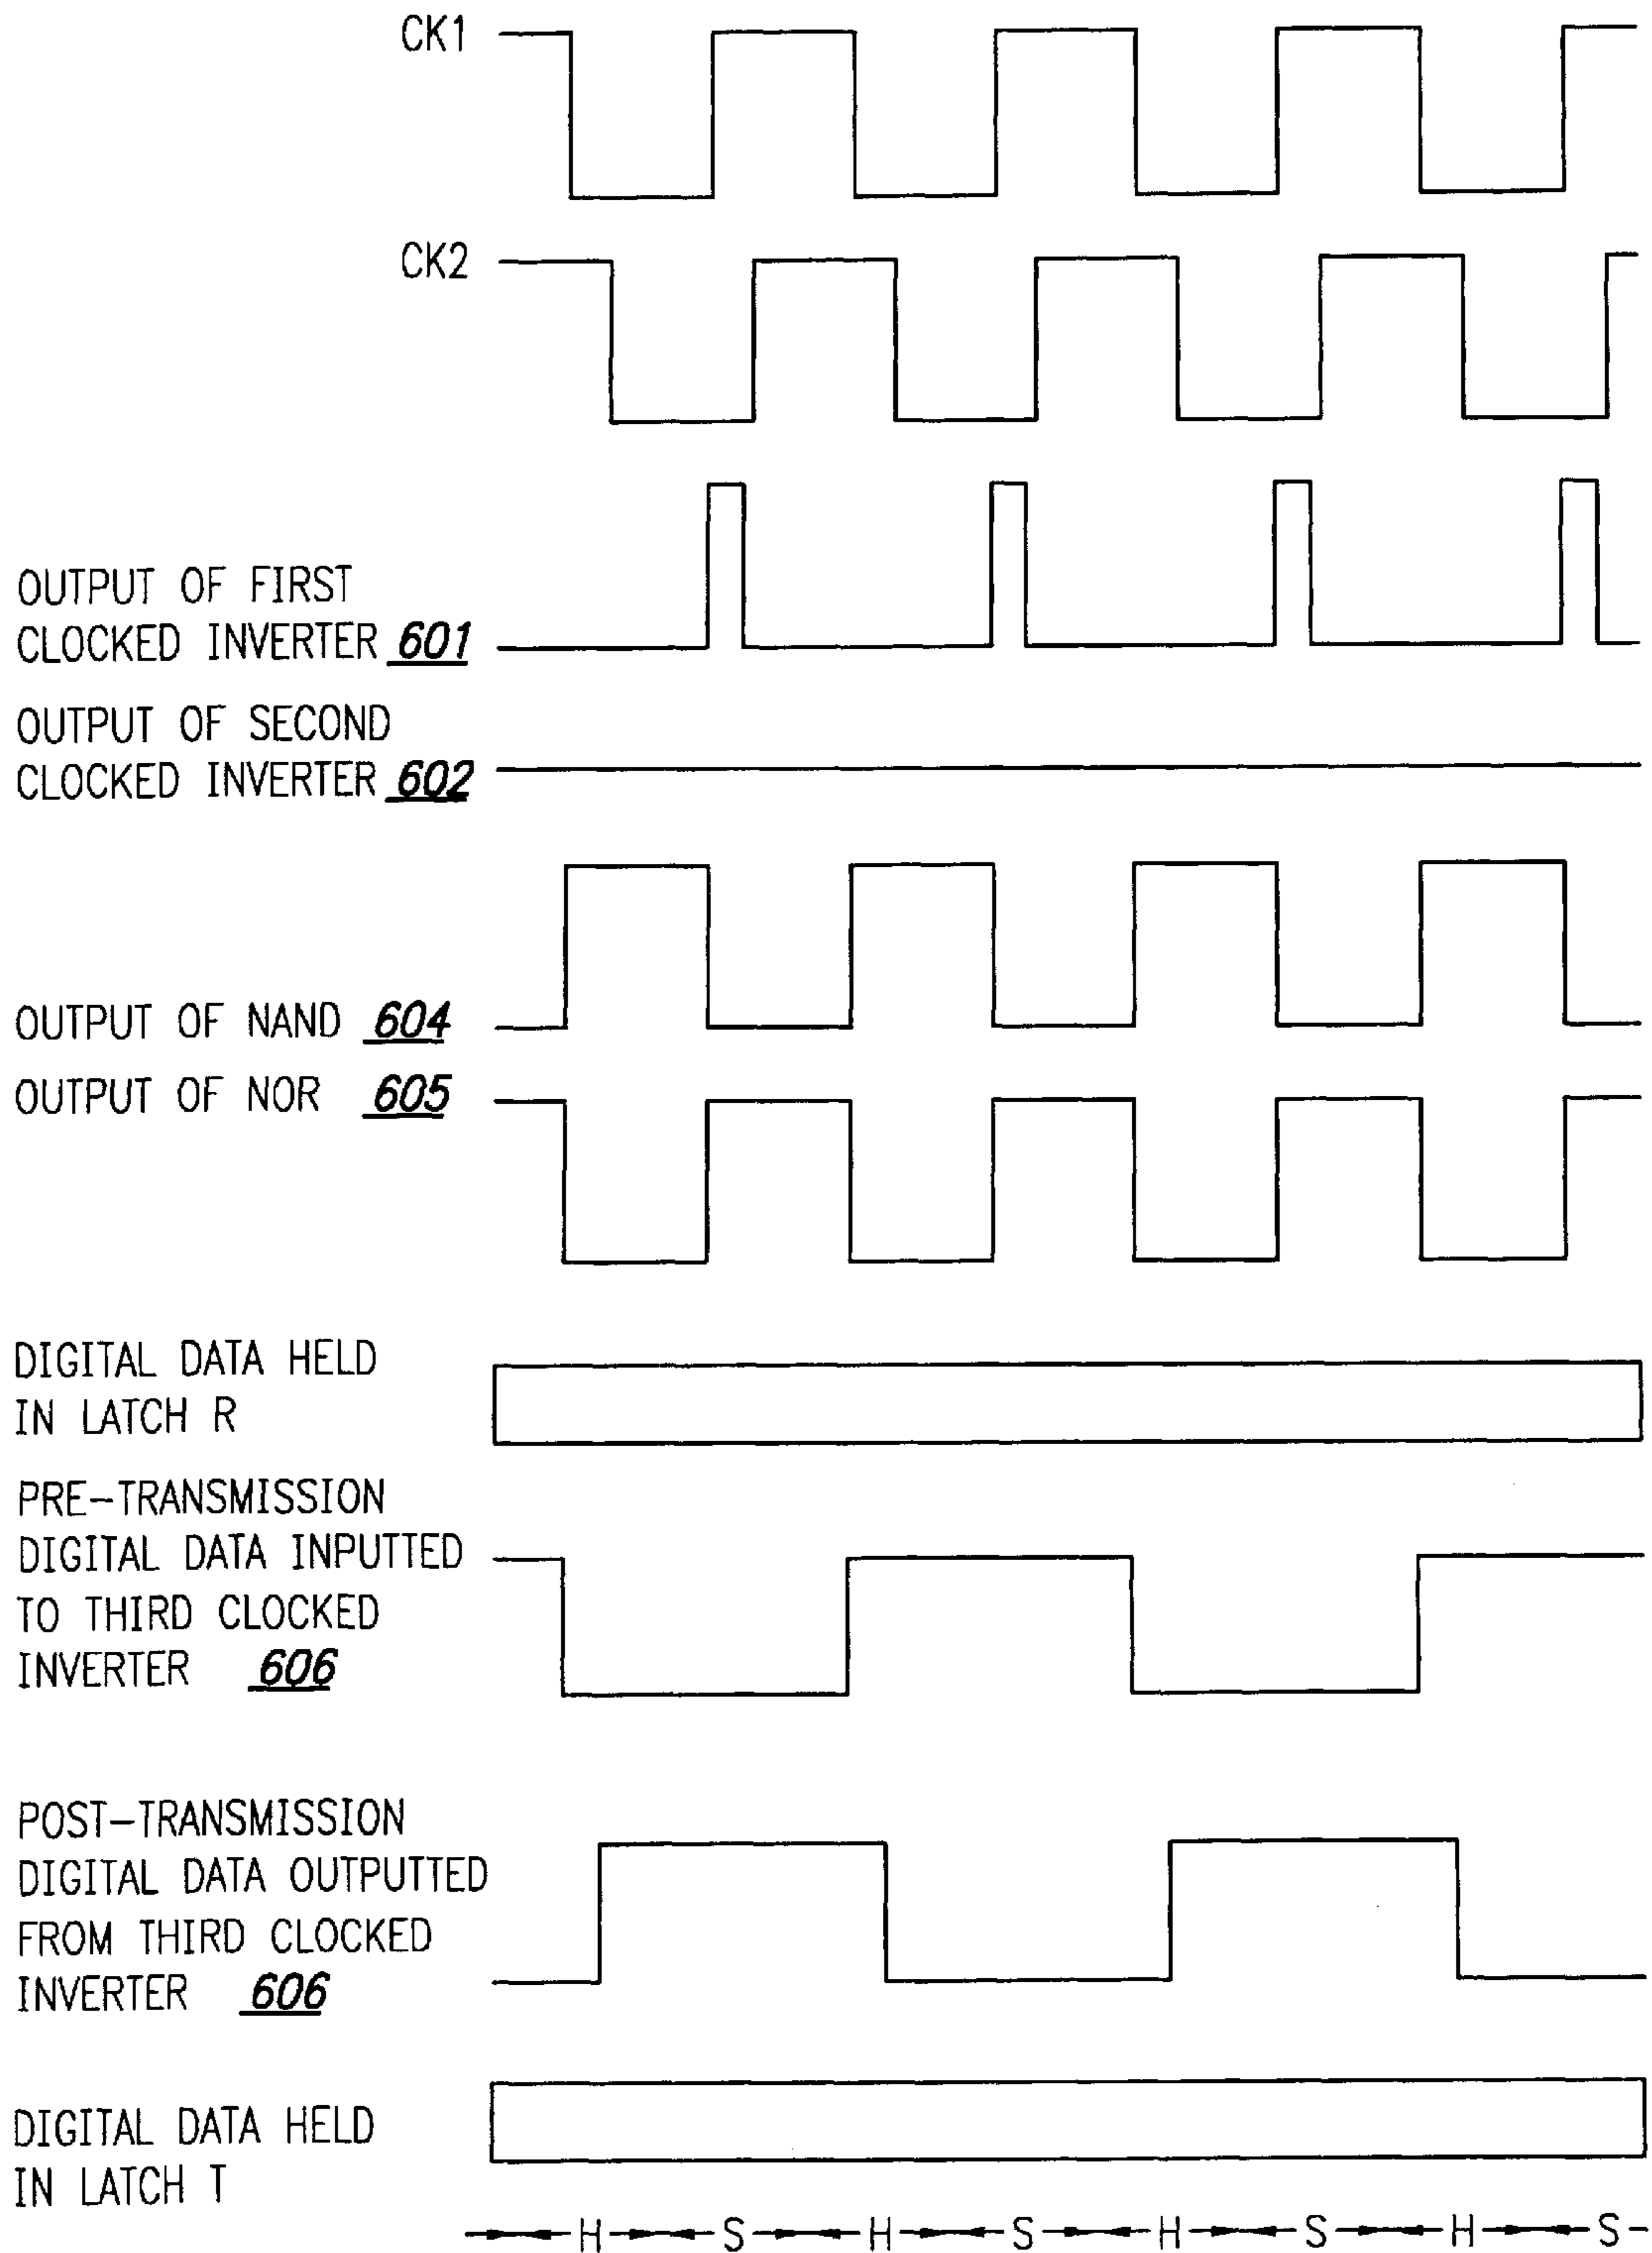 CK1
CK2
OUTPUT OF FIRST
CLOCKED INVERTER 601
OUTPUT OF SECOND
CLOCKED INVERTER 602
OUTPUT OF NAND 604
OUTPUT OF NOR 605
DIGITAL DATA HELD
IN LATCH R
PRE-TRANSMISSION
DIGITAL DATA INPUTTED
TO THIRD CLOCKED
INVERTER 606
POST-TRANSMISSION
DIGITAL DATA OUTPUTTED
FROM THIRD CLOCKED
INVERTER 606
DIGITAL DATA HELD
IN LATCH T
H S H S H S H S